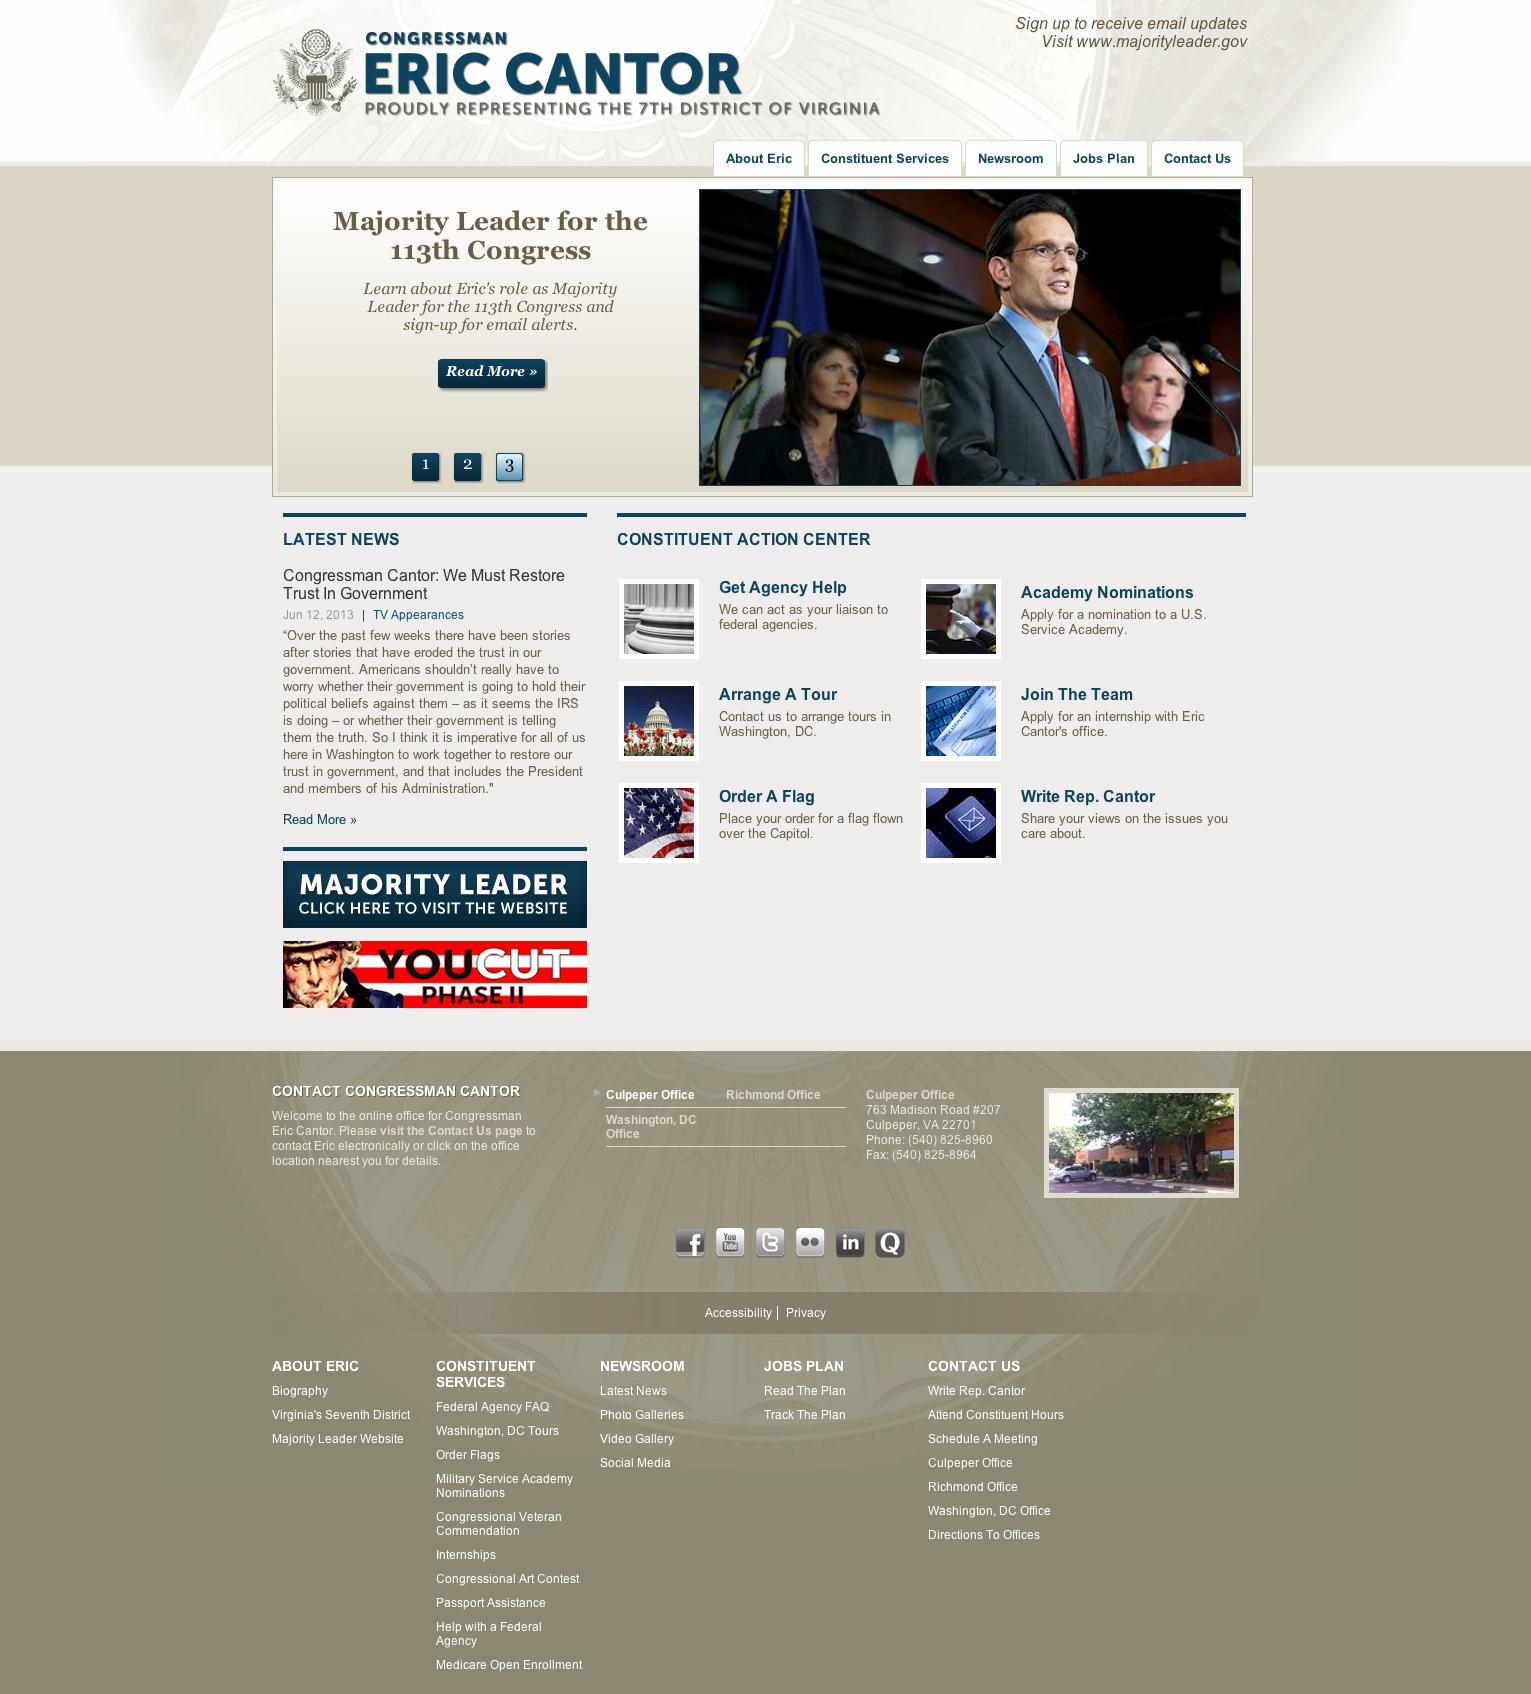 CONGRESSMAN
ERIC CANTOR
PROUDLY REPRESENTING THE 7TH DISTRICT OF VIRGINIA
Sign up to receive email updates
Visit www.majorityleader.gov
About Eric
Constituent Services
Newsroom
Jobs Plan
Contact Us
Majority Leader for the
113th Congress
Learn about Eric's role as Majority
Leader for the 113th Congress and
sign-up for email alerts.
Read More »
1
2
3
LATEST NEWS
Congressman Cantor: We Must Restore
Trust In Government
Jun 12, 2013 | TV Appearances
“Over the past few weeks there have been stories
after stories that have eroded the trust in our
government. Americans shouldn’t really have to
worry whether their government is going to hold their
political beliefs against them – as it seems the IRS
is doing – or whether their government is telling
them the truth. So I think it is imperative for all of us
here in Washington to work together to restore our
trust in government, and that includes the President
and members of his Administration."
Read More »
MAJORITY LEADER
CLICK HERE TO VISIT THE WEBSITE
YOUCUT
PHASE II
CONSTITUENT ACTION CENTER
Get Agency Help
We can act as your liaison to
federal agencies.
Academy Nominations
Apply for a nomination to a U.S.
Service Academy.
Arrange A Tour
Contact us to arrange tours in
Washington, DC.
Join The Team
Apply for an internship with Eric
Cantor's office.
Order A Flag
Place your order for a flag flown
over the Capitol.
Write Rep. Cantor
Share your views on the issues you
care about.
CONTACT CONGRESSMAN CANTOR
Welcome to the online office for Congressman
Eric Cantor. Please visit the Contact Us page to
contact Eric electronically or click on the office
location nearest you for details.
Culpeper Office
Richmond Office
Washington, DC
Office
Culpeper Office
763 Madison Road #207
Culpeper, VA 22701
Phone: (540) 825-8960
Fax: (540) 825-8964
f
You
Tube
t
in
Q
Accessibility | Privacy
ABOUT ERIC
Biography
Virginia's Seventh District
Majority Leader Website
CONSTITUENT
SERVICES
Federal Agency FAQ
Washington, DC Tours
Order Flags
Military Service Academy
Nominations
Congressional Veteran
Commendation
Internships
Congressional Art Contest
Passport Assistance
Help with a Federal
Agency
Medicare Open Enrollment
NEWSROOM
Latest News
Photo Galleries
Video Gallery
Social Media
JOBS PLAN
Read The Plan
Track The Plan
CONTACT US
Write Rep. Cantor
Attend Constituent Hours
Schedule A Meeting
Culpeper Office
Richmond Office
Washington, DC Office
Directions To Offices